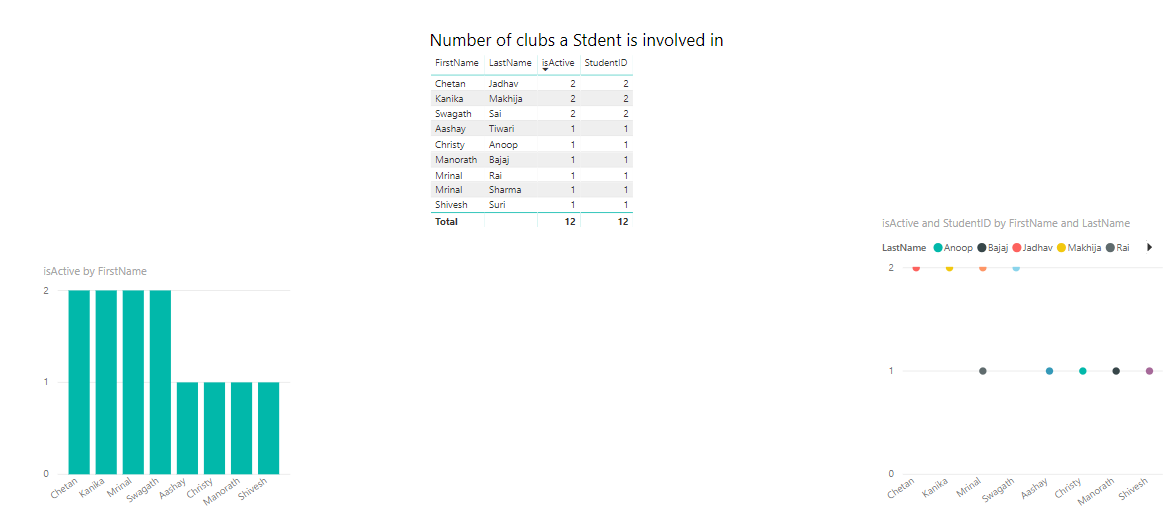 Number of clubs a Stdent is involved in
FirstName LastName isActive StudentID
Chetan Jadhav 2 2
Kanika Makhija 2 2
Swagath Sai 2 2
Aashay Tiwari 1 1
Christy Anoop 1 1
Manorath Bajaj 1 1
Mrinal Rai 1 1
Mrinal Sharma 1 1
Shivesh Suri 1 1
Total 12 12
isActive by FirstName
2
1
0
Chetan Kanika Mrinal Swagath Aashay Christy Manorath Shivesh
isActive and StudentID by FirstName and LastName
LastName Anoop Bajaj Jadhav Makhija Rai
2
1
0
Chetan Kanika Mrinal Swagath Aashay Christy Manorath Shivesh